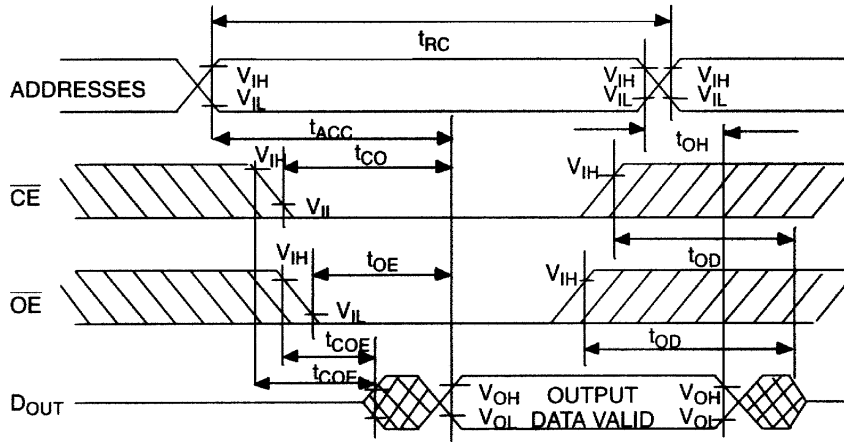 tRC
VIH VIH VIH
ADDRESSES
VIL VIL VIL
tACC
tOH
VIH tCO VIH
CE
VIL
tOD
VIH tOE VIH
OE
VIL
tOD
tCOE
tCOE
DOUT
VOH OUTPUT VOH
VOL DATA VALID VOL